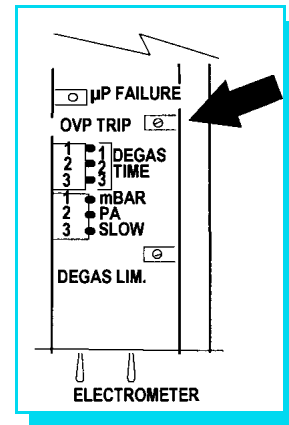 µP FAILURE
OVP TRIP
1 1 DEGAS
2 2 TIME
3 3
1 mBAR
2 PA
3 SLOW
DEGAS LIM.
ELECTROMETER